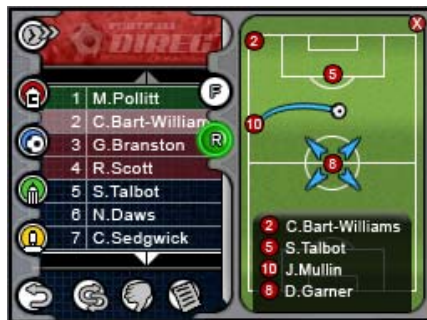 FOOTBALL
DIREC
1 M.Pollitt
F
2 C.Bart-William
R
3 G.Branston
4 R.Scott
5 S.Talbot
6 N.Daws
7 C.Sedgwick
X
2
5
10
8
2 C.Bart-Williams
5 S.Talbot
10 J.Mullin
8 D.Garner